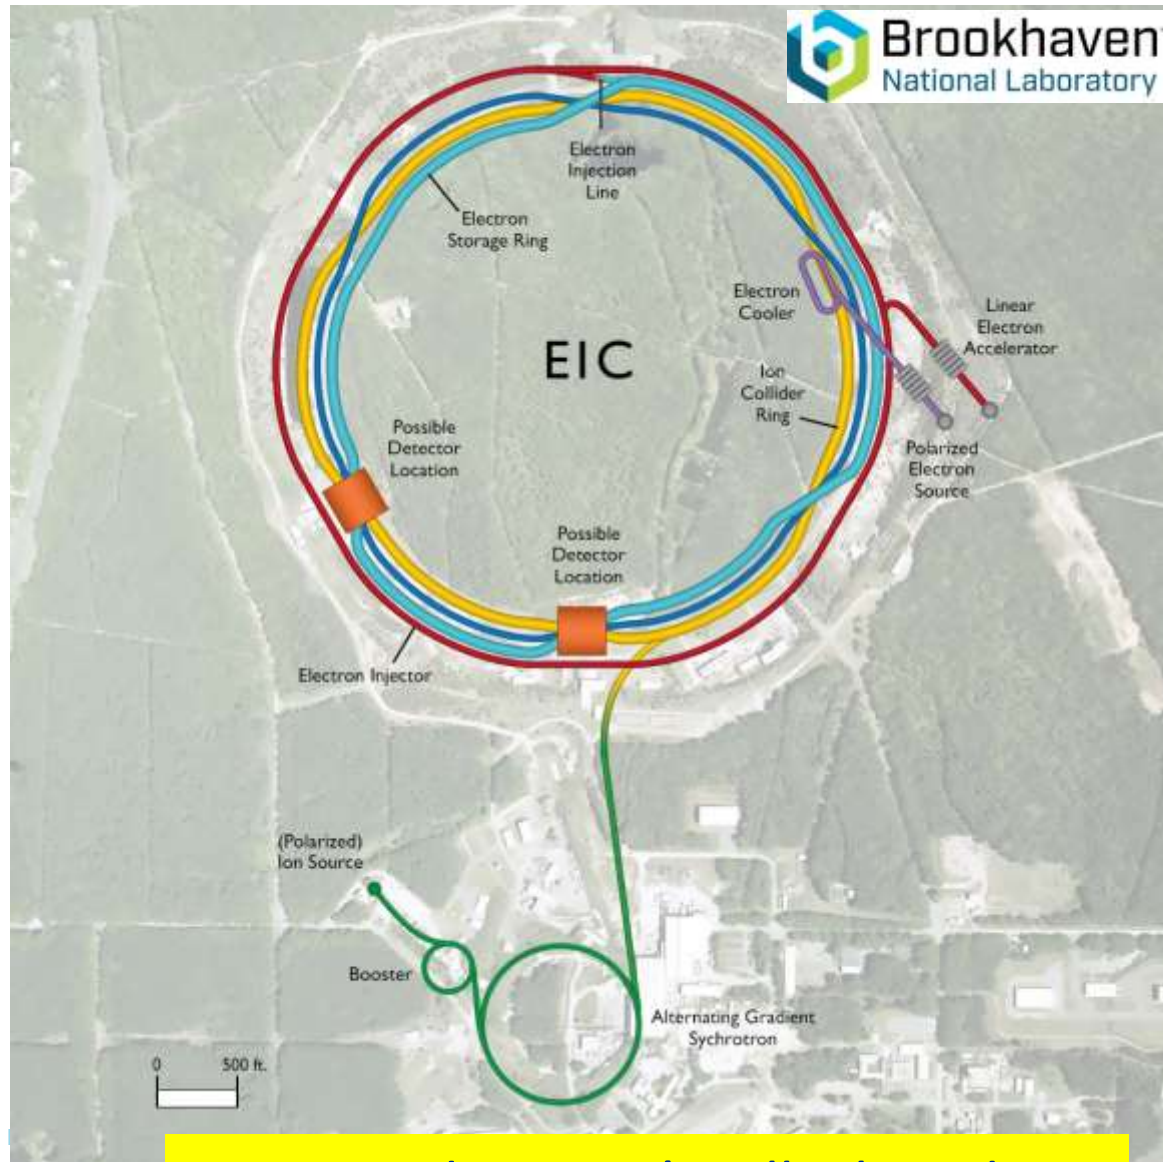 Brookhaven
National Laboratory
Electron
Injection
Line
Electron
Storage Ring
Electron
Cooler
Linear
Electron
Accelerator
EIC
Ion
Collider
Ring
Possible
Detector
Location
Polarized
Electron
Source
Possible
Detector
Location
Electron Injector
(Polarized)
Ion Source
Booster
Alternating Gradient
Sychrotron
0 500 ft.